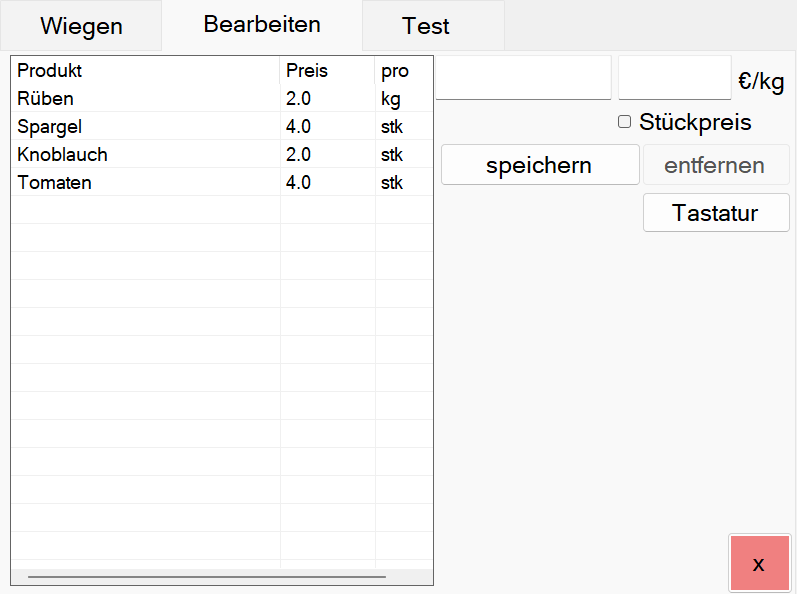 Wiegen Bearbeiten Test
Produkt Preis pro
Rüben 2.0 kg
Spargel 4.0 stk
Knoblauch 2.0 stk
Tomaten 4.0 stk
€/kg
Stückpreis
speichern entfernen
Tastatur
x